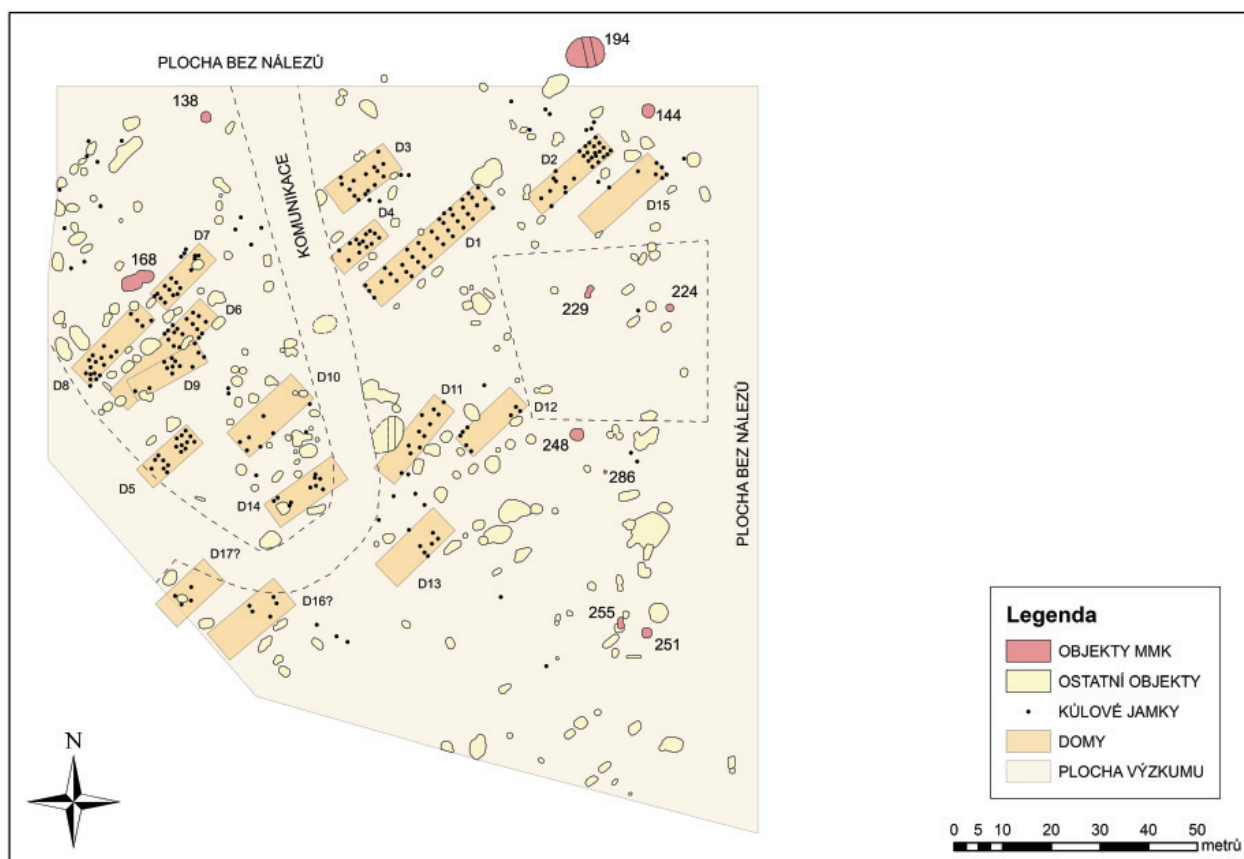 194
PLOCHA BEZ NÁLEZŮ
138
144
D3
KOMUNIKACE
D2
D15
D4
D1
D7
168
229
224
D6
D8
D9
D10
D11
D12
PLOCHA BEZ NÁLEZŮ
248
286
D5
D14
D17?
D13
D16?
255
251
N
Legenda
OBJEKTY MMK
OSTATNÍ OBJEKTY
KŮLOVÉ JAMKY
DOMY
PLOCHA VÝZKUMU
0 5 10 20 30 40 50
metrů